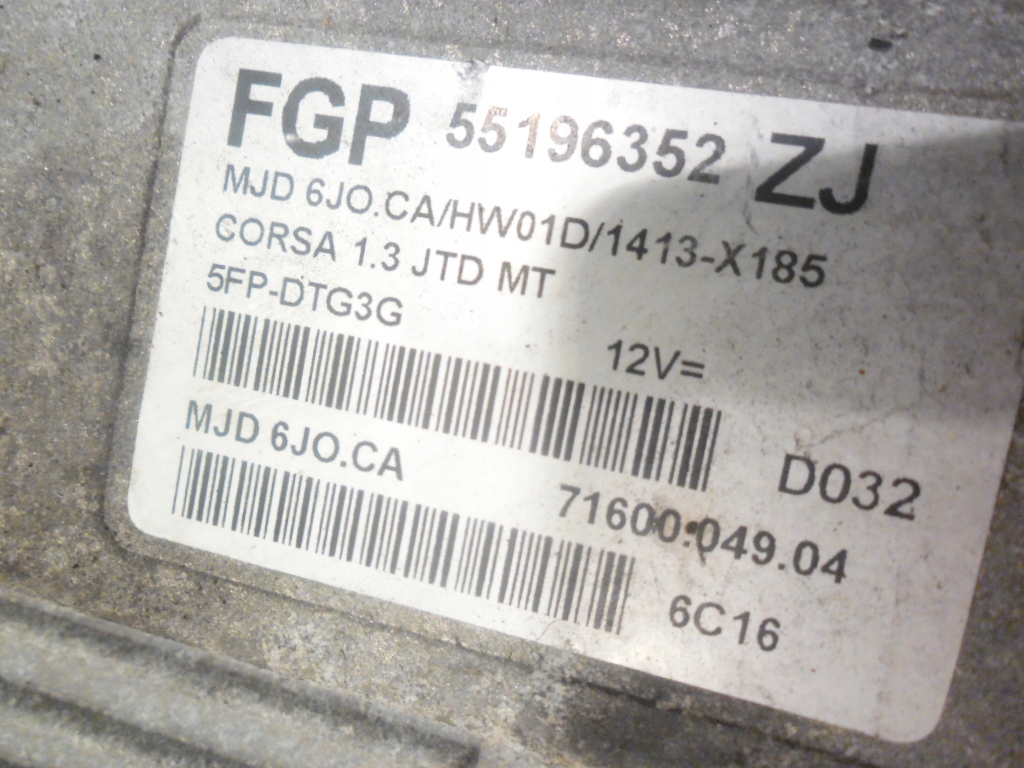 FGP 55196352 ZJ
MJD 6JO.CA/HW01D/1413-X185
CORSA 1.3 JTD MT
5FP-DTG3G
12V=
MJD 6JO.CA
D032
71600.049.04
6C16